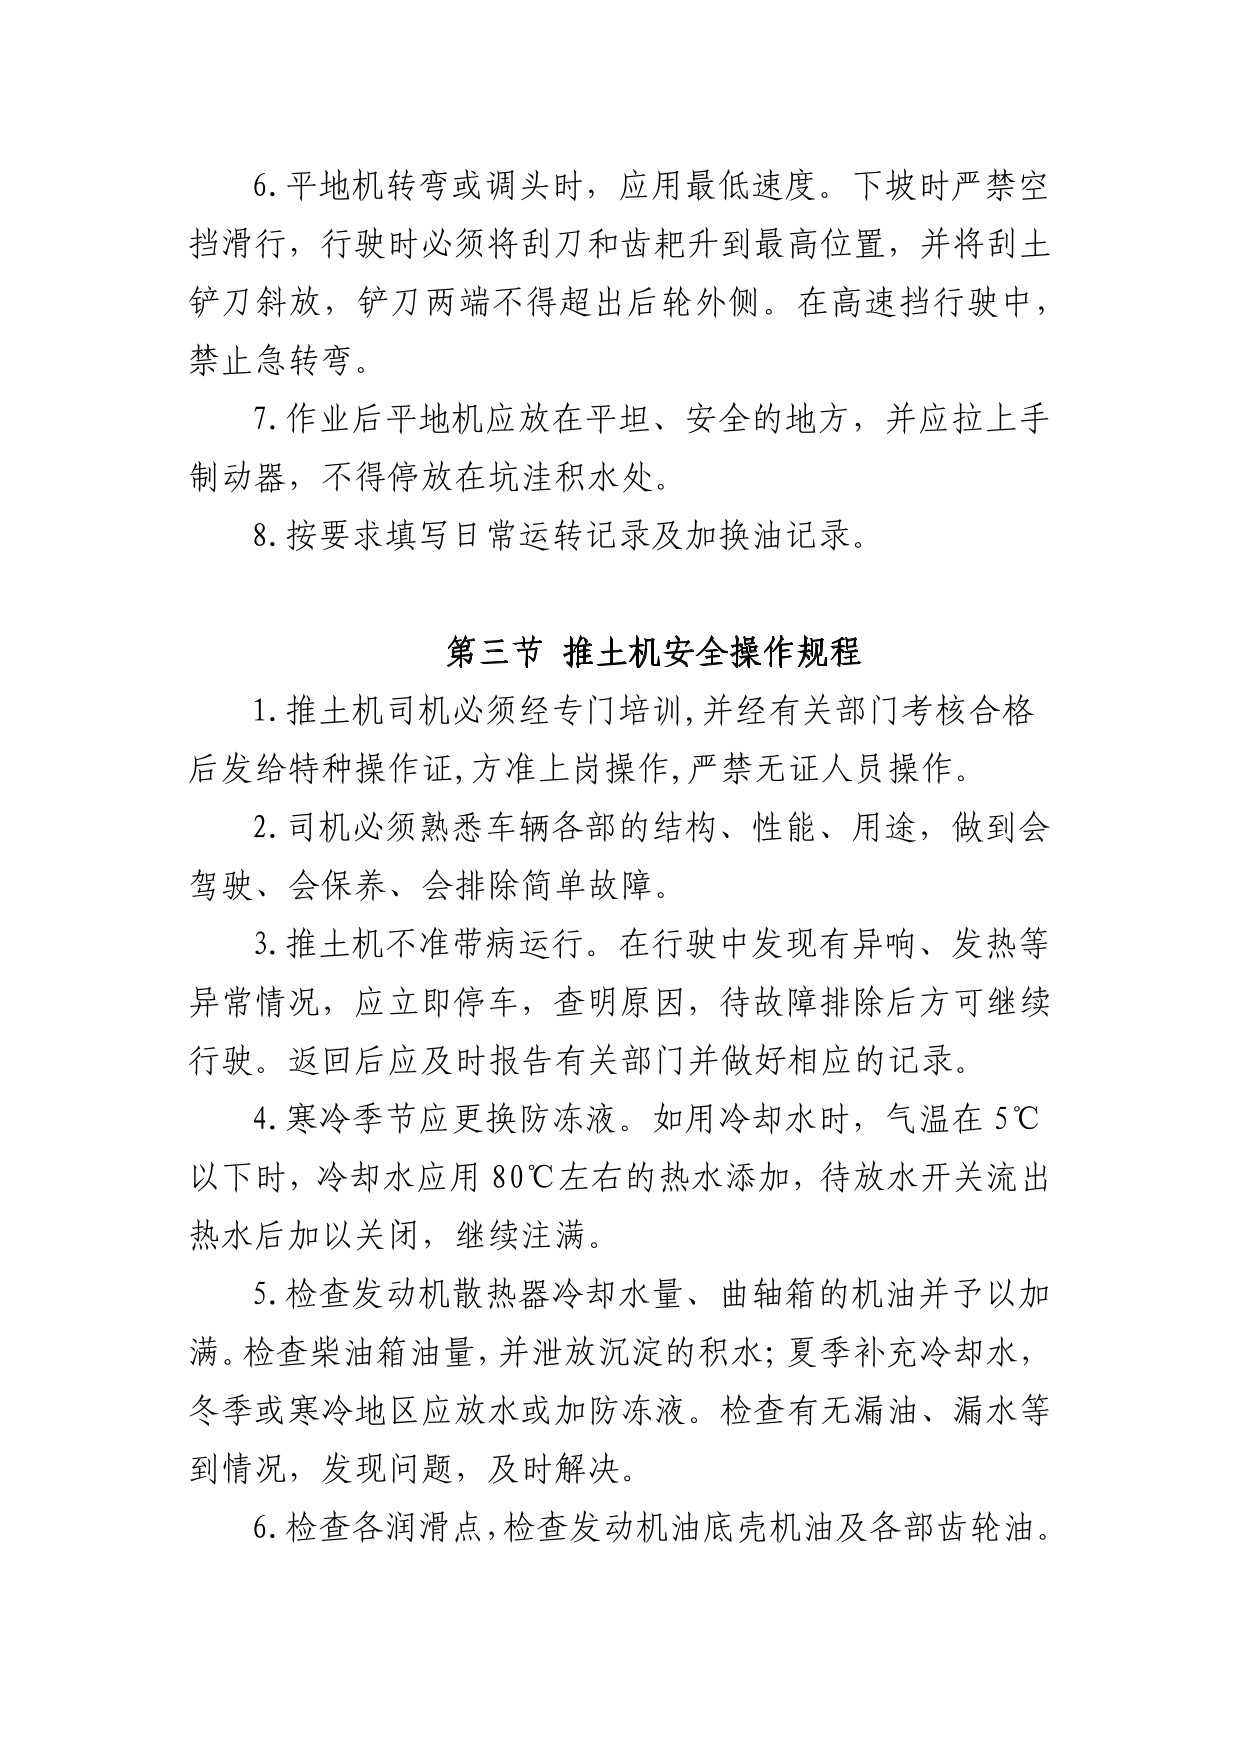 6.平地机转弯或调头时，应用最低速度。下坡时严禁空
挡滑行，行驶时必须将刮刀和齿耙升到最高位置，并将刮土
铲刀斜放，铲刀两端不得超出后轮外侧。在高速挡行驶中，
禁止急转弯。
7.作业后平地机应放在平坦、安全的地方，并应拉上手
制动器，不得停放在坑洼积水处。
8.按要求填写日常运转记录及加换油记录。
第三节 推土机安全操作规程
1.推土机司机必须经专门培训,并经有关部门考核合格
后发给特种操作证,方准上岗操作,严禁无证人员操作。
2.司机必须熟悉车辆各部的结构、性能、用途，做到会
驾驶、会保养、会排除简单故障。
3.推土机不准带病运行。在行驶中发现有异响、发热等
异常情况，应立即停车，查明原因，待故障排除后方可继续
行驶。返回后应及时报告有关部门并做好相应的记录。
4.寒冷季节应更换防冻液。如用冷却水时，气温在 5℃
以下时，冷却水应用 80℃左右的热水添加，待放水开关流出
热水后加以关闭，继续注满。
5.检查发动机散热器冷却水量、曲轴箱的机油并予以加
满。检查柴油箱油量，并泄放沉淀的积水；夏季补充冷却水，
冬季或寒冷地区应放水或加防冻液。检查有无漏油、漏水等
到情况，发现问题，及时解决。
6.检查各润滑点，检查发动机油底壳机油及各部齿轮油。